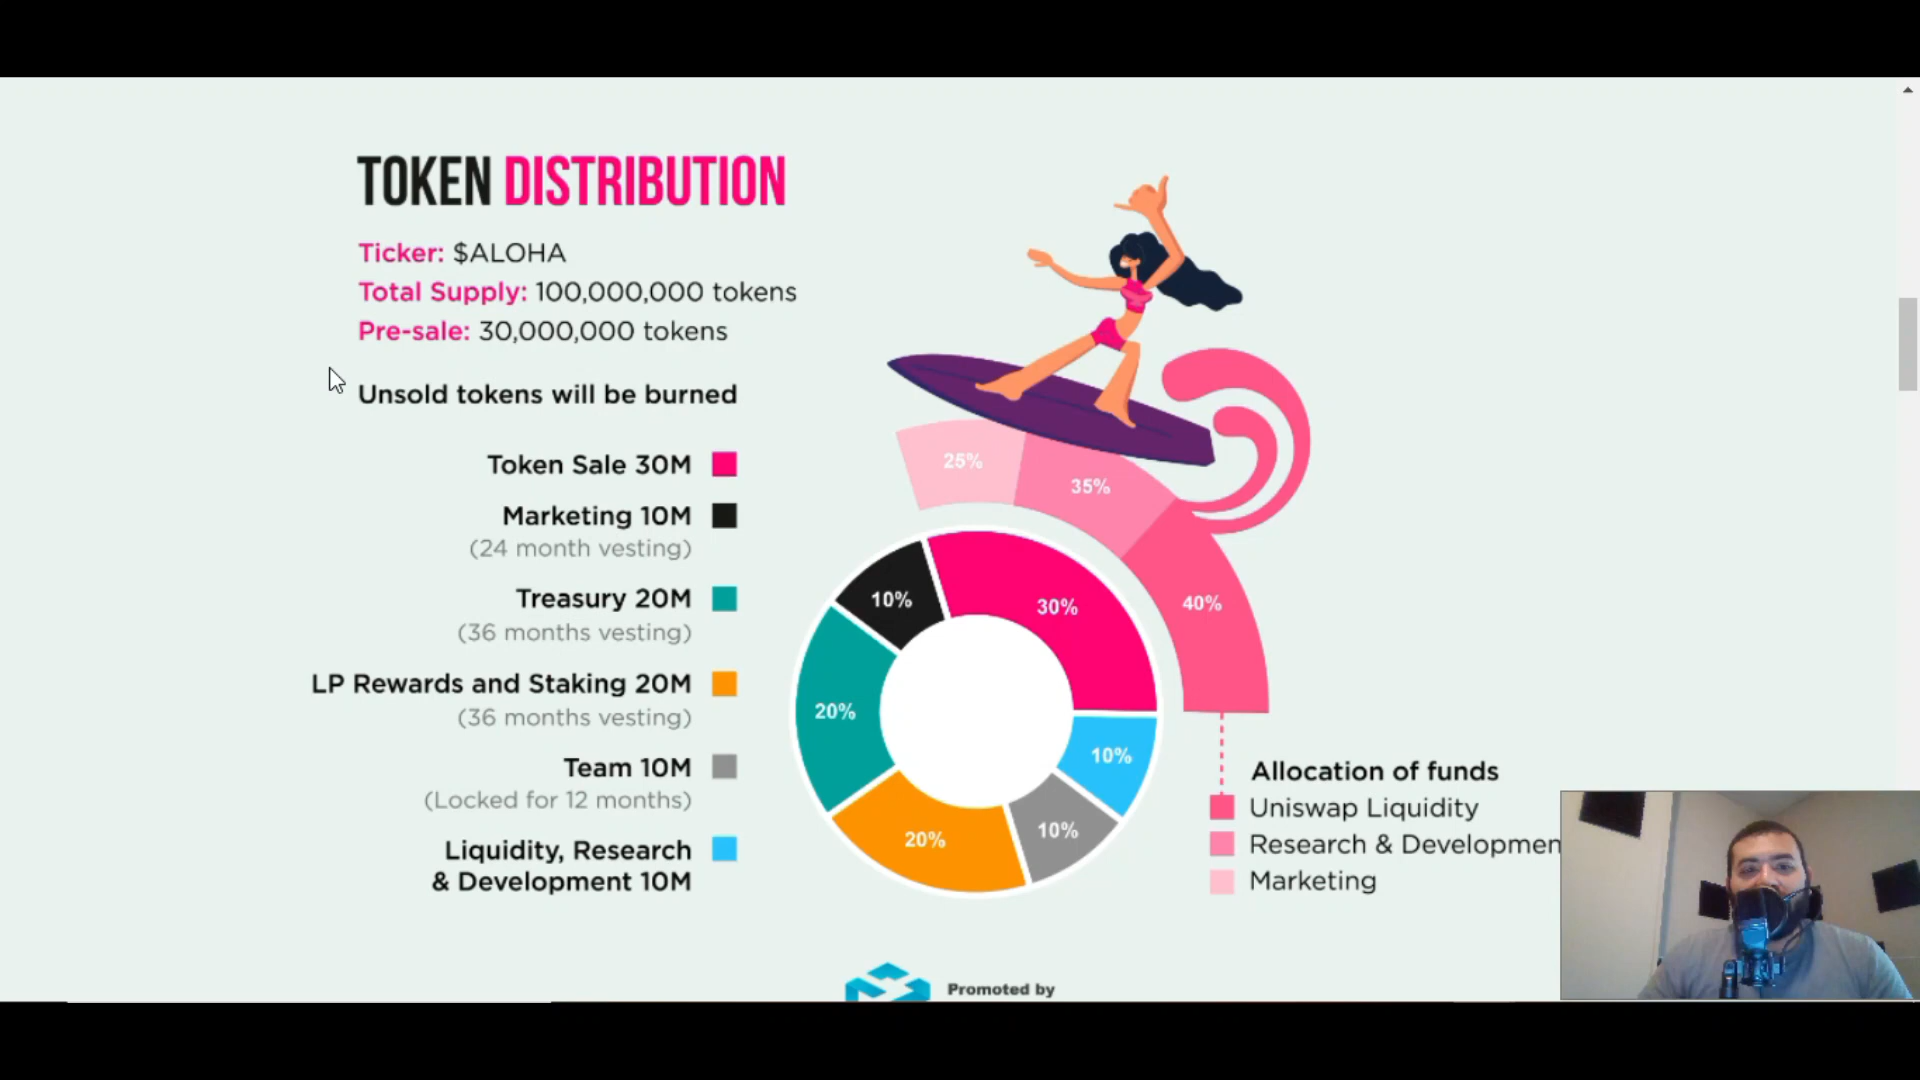 TOKEN DISTRIBUTION
Ticker: $ALOHA
Total Supply: 100,000,000 tokens
Pre-sale: 30,000,000 tokens
Unsold tokens will be burned
Token Sale 30M
Marketing 10M
(24 month vesting)
Treasury 20M
(36 months vesting)
LP Rewards and Staking 20M
(36 months vesting)
Team 10M
(Locked for 12 months)
Liquidity, Research
& Development 10M
25%
35%
40%
10%
30%
20%
10%
20%
10%
Allocation of funds
Uniswap Liquidity
Research & Developmen
Marketing
Promoted by